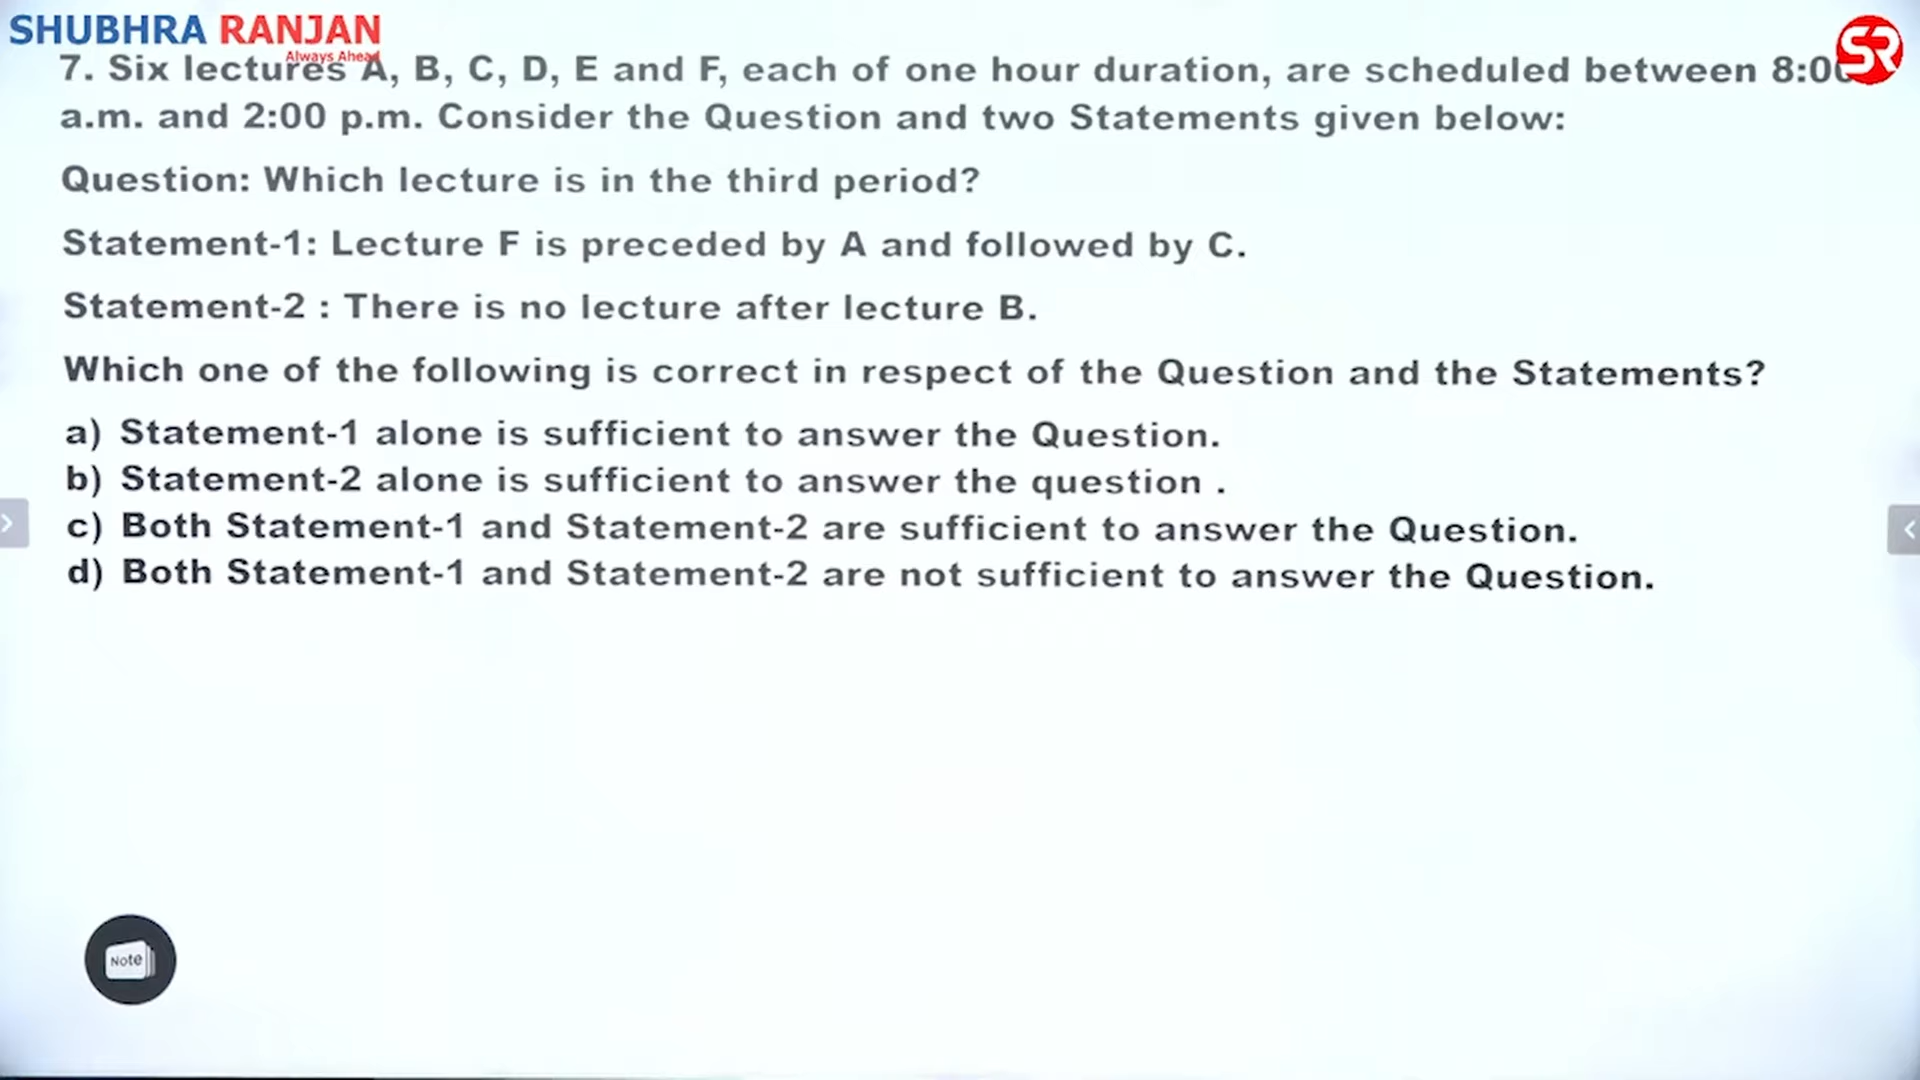 SHUBHRA RANJAN
Always Ahead
SR
7. Six lectures A, B, C, D, E and F, each of one hour duration, are scheduled between 8:00
a.m. and 2:00 p.m. Consider the Question and two Statements given below:
Question: Which lecture is in the third period?
Statement-1: Lecture F is preceded by A and followed by C.
Statement-2 : There is no lecture after lecture B.
Which one of the following is correct in respect of the Question and the Statements?
a) Statement-1 alone is sufficient to answer the Question.
b) Statement-2 alone is sufficient to answer the question .
c) Both Statement-1 and Statement-2 are sufficient to answer the Question.
d) Both Statement-1 and Statement-2 are not sufficient to answer the Question.
Note